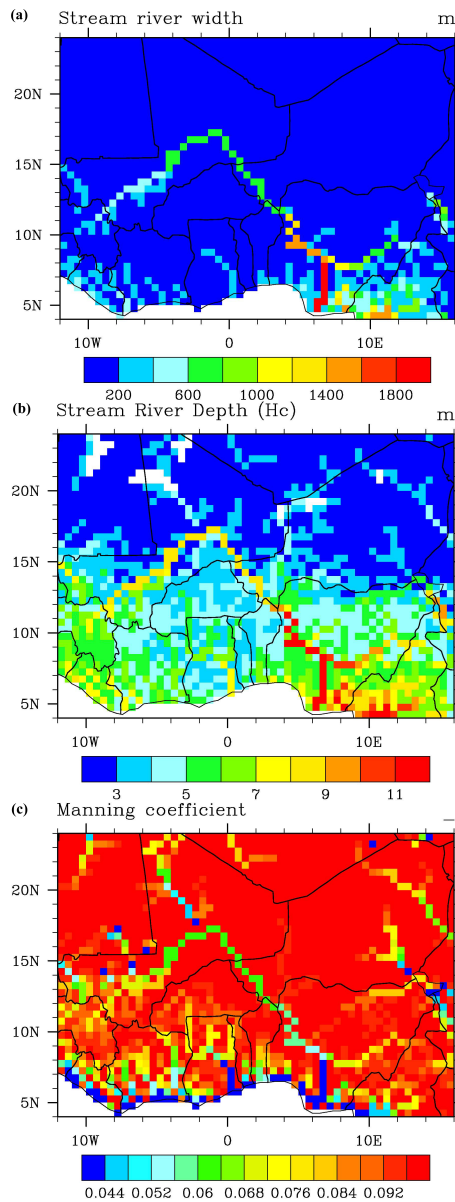 (a) Stream river width m
20N
15N
10N
5N
10W 0 10E
200 600 1000 1400 1800
(b) Stream River Depth (Hc) m
20N
15N
10N
5N
10W 0 10E
3 5 7 9 11
(c) Manning coefficient _
20N
15N
10N
5N
10W 0 10E
0.044 0.052 0.06 0.068 0.076 0.084 0.092